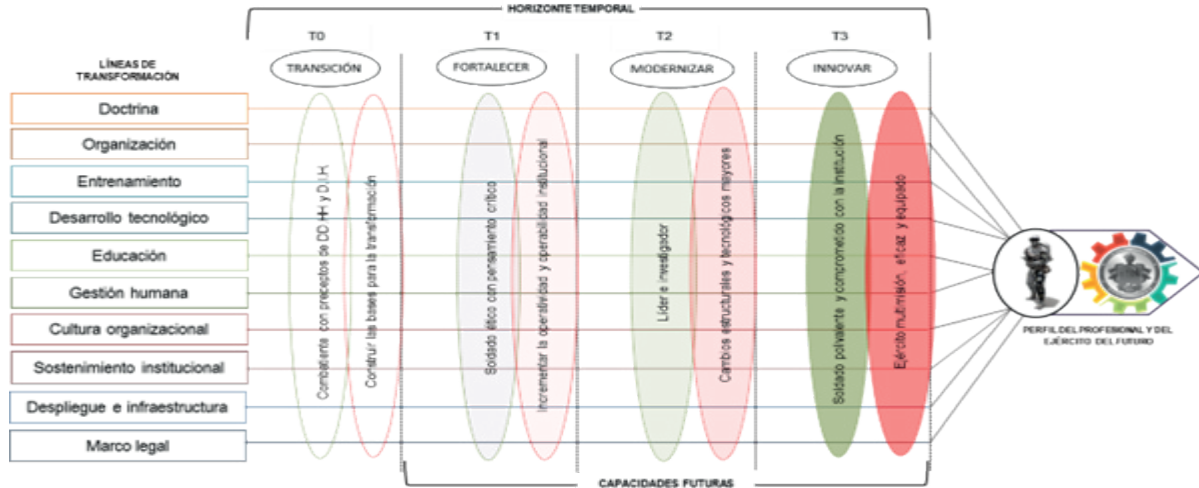 HORIZONTE TEMPORAL
T0
T1
T2
T3
LÍNEAS DE
TRANSFORMACIÓN
TRANSICIÓN
FORTALECER
MODERNIZAR
INNOVAR
Doctrina
Organización
Entrenamiento
Desarrollo tecnológico
Educación
Gestión humana
Cultura organizacional
Sostenimiento institucional
Despliegue e infraestructura
Marco legal
Combatiente con preceptos de DD.HH y D.I.H.
Construir las bases para la transformación
Soldado ético con pensamiento crítico
Incrementar la operatividad y operabilidad institucional
Líder e investigador
Cambios estructurales y tecnológicos mayores
Soldado polivalente y comprometido con la institución
Ejército multimisión, eficaz y equipado
PERFIL DEL PROFESIONAL Y DEL
EJÉRCITO DEL FUTURO
CAPACIDADES FUTURAS